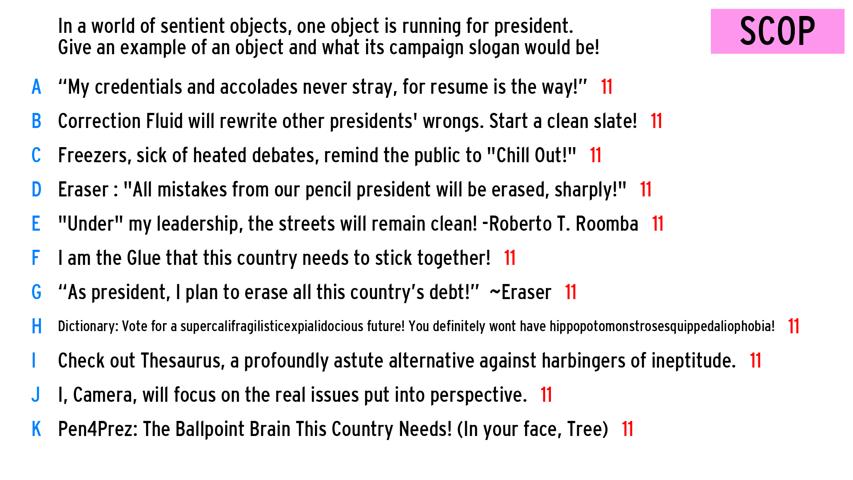 In a world of sentient objects, one object is running for president.
Give an example of an object and what its campaign slogan would be!
SCOP
A “My credentials and accolades never stray, for resume is the way!” 11
B Correction Fluid will rewrite other presidents' wrongs. Start a clean slate! 11
C Freezers, sick of heated debates, remind the public to "Chill Out!" 11
D Eraser : "All mistakes from our pencil president will be erased, sharply!" 11
E "Under" my leadership, the streets will remain clean! -Roberto T. Roomba 11
F I am the Glue that this country needs to stick together! 11
G “As president, I plan to erase all this country’s debt!” ~Eraser 11
H Dictionary: Vote for a supercalifragilisticexpialidocious future! You definitely wont have hippopotomonstrosesquippedaliophobia! 11
I Check out Thesaurus, a profoundly astute alternative against harbingers of ineptitude. 11
J I, Camera, will focus on the real issues put into perspective. 11
K Pen4Prez: The Ballpoint Brain This Country Needs! (In your face, Tree) 11